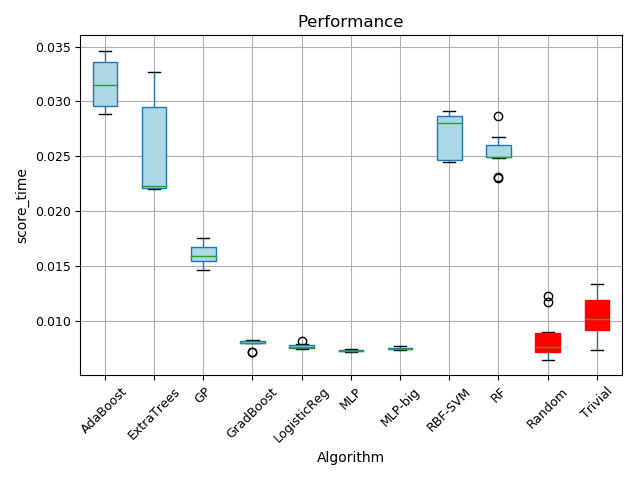 Performance
score_time
0.035
0.030
0.025
0.020
0.015
0.010
AdaBoost
ExtraTrees
GP
GradBoost
LogisticReg
MLP
MLP-big
RBF-SVM
RF
Random
Trivial
Algorithm